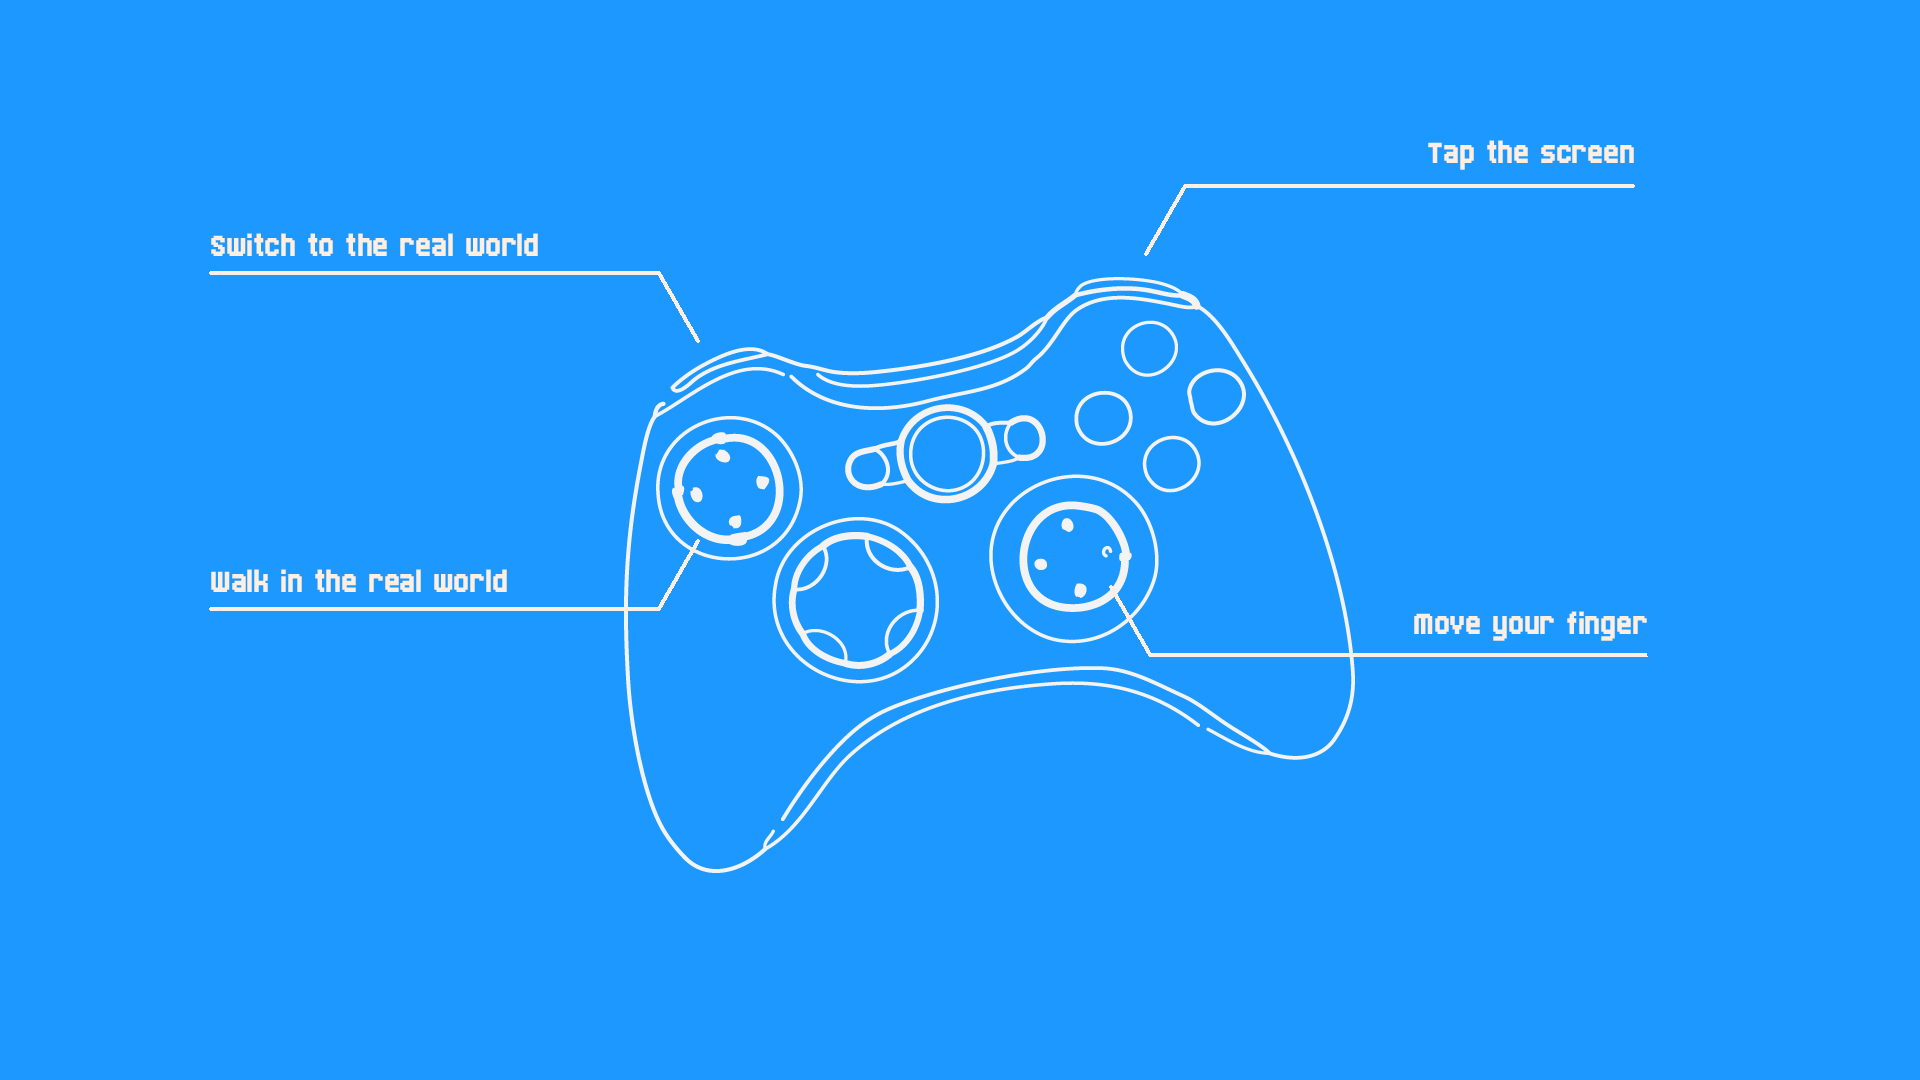 Tap the screen
Switch to the real world
Walk in the real world
Move your finger